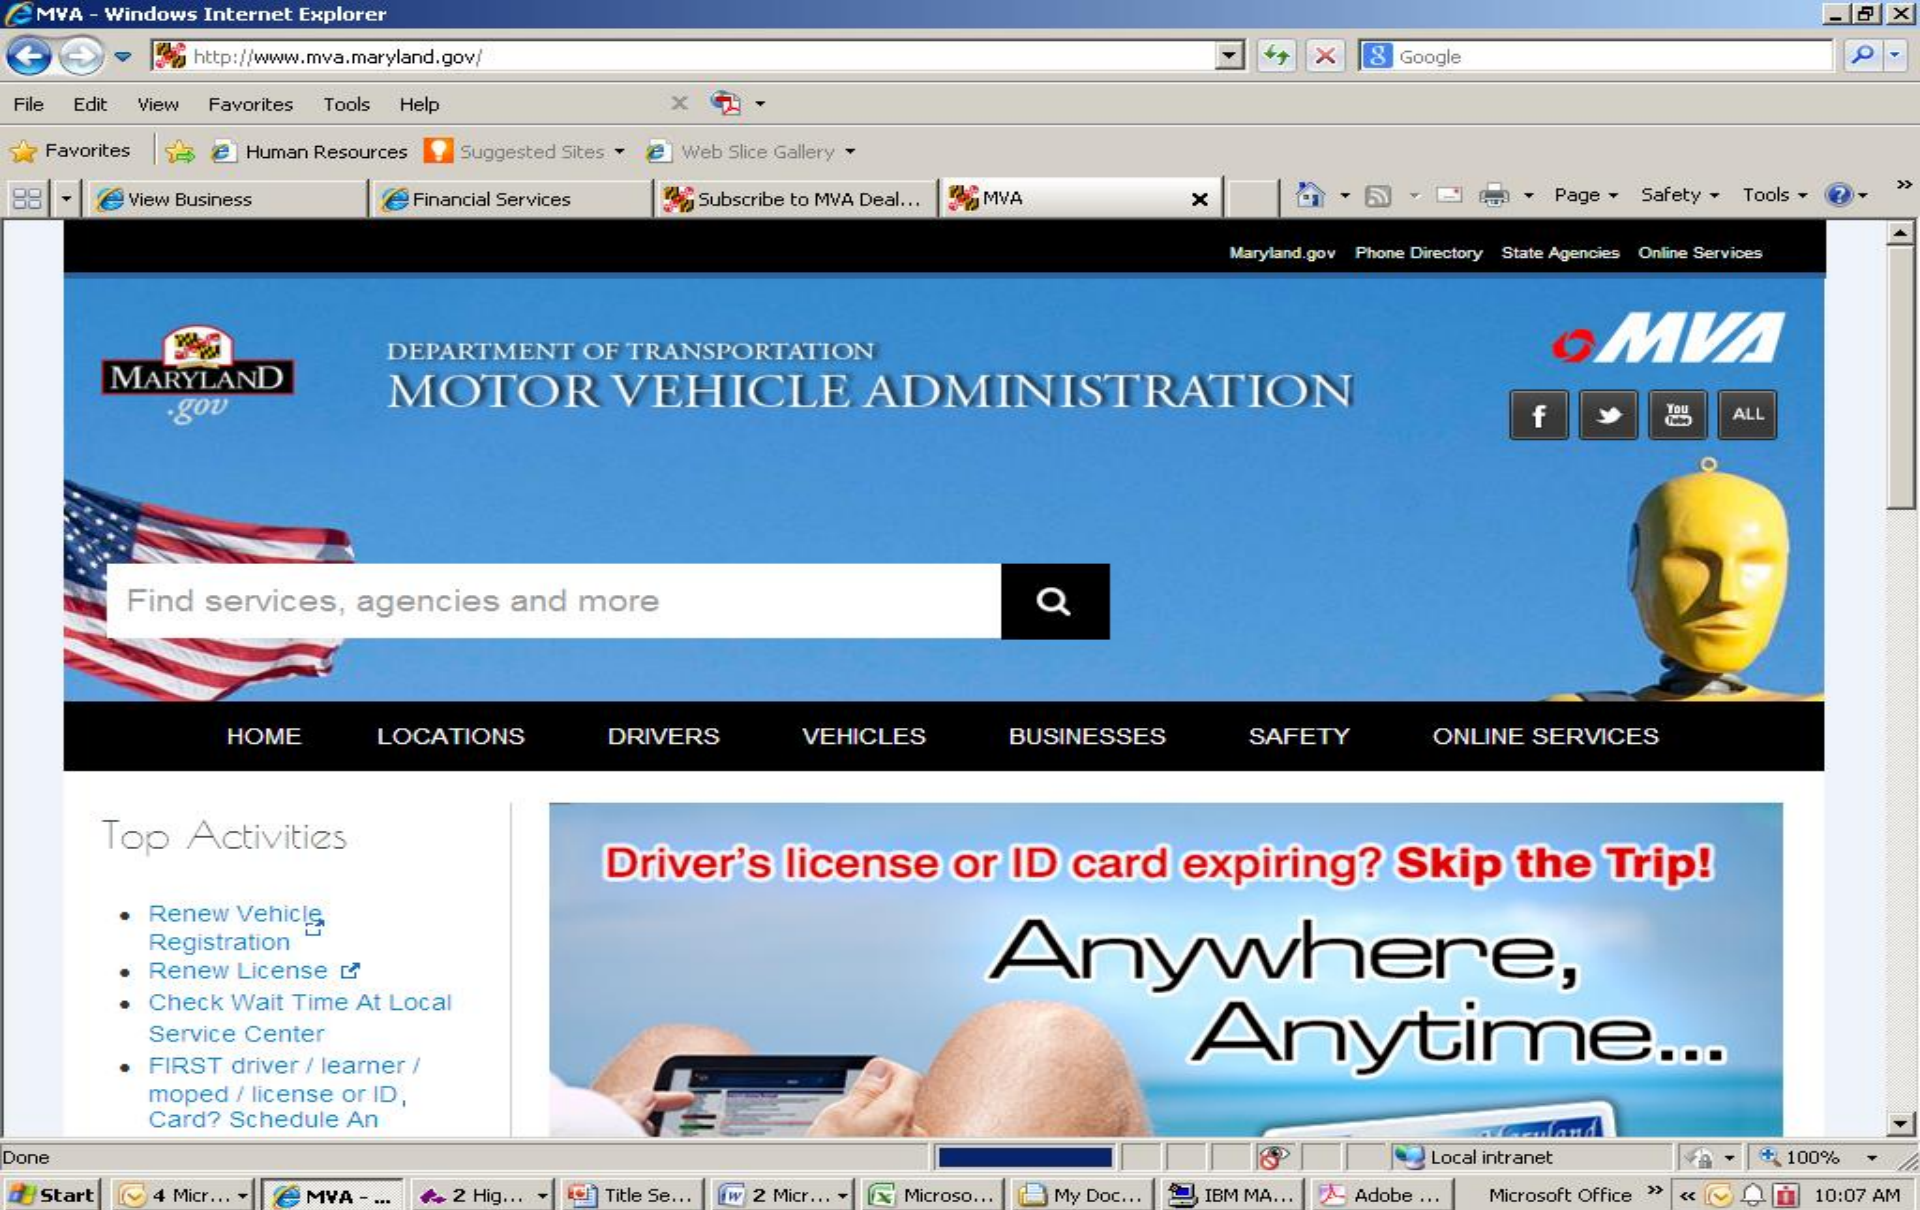 MVA - Windows Internet Explorer
http://www.mva.maryland.gov/
Google
File Edit View Favorites Tools Help
Favorites Human Resources Suggested Sites Web Slice Gallery
View Business Financial Services Subscribe to MVA Deal... MVA Page Safety Tools
Maryland.gov Phone Directory State Agencies Online Services
MARYLAND
.gov
DEPARTMENT OF TRANSPORTATION
MOTOR VEHICLE ADMINISTRATION
MVA
f You Tube ALL
Find services, agencies and more
HOME LOCATIONS DRIVERS VEHICLES BUSINESSES SAFETY ONLINE SERVICES
Top Activities
Renew Vehicle
Registration
Renew License
Check Wait Time At Local
Service Center
FIRST driver / learner /
moped / license or ID,
Card? Schedule An
Driver's license or ID card expiring? Skip the Trip!
Anywhere,
Anytime...
Maryland
Done Local intranet 100%
Start 4 Micr... MVA - ... 2 Hig... Title Se... 2 Micr... Microso... My Doc... IBM MA... Adobe ... Microsoft Office » « 10:07 AM